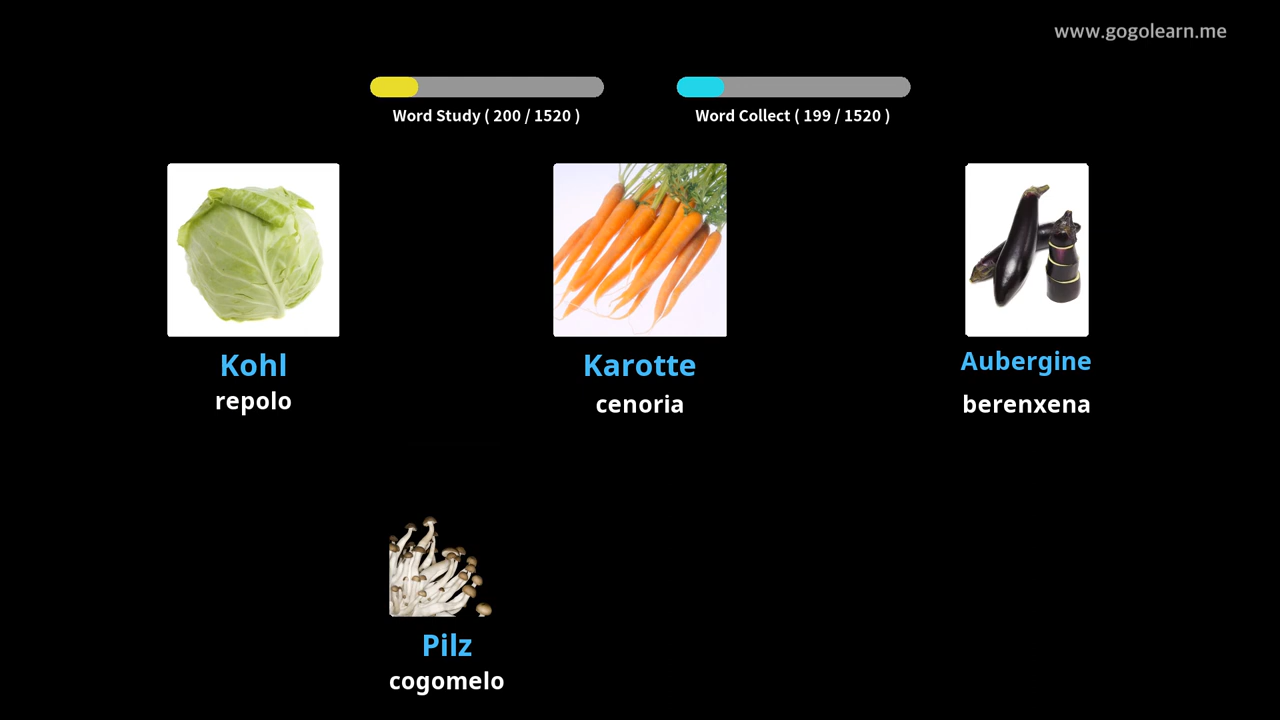 www.gogolearn.me
Word Study ( 200 / 1520 )
Word Collect ( 199 / 1520 )
Kohl
repolo
Karotte
cenoria
Aubergine
berenxena
Pilz
cogomelo